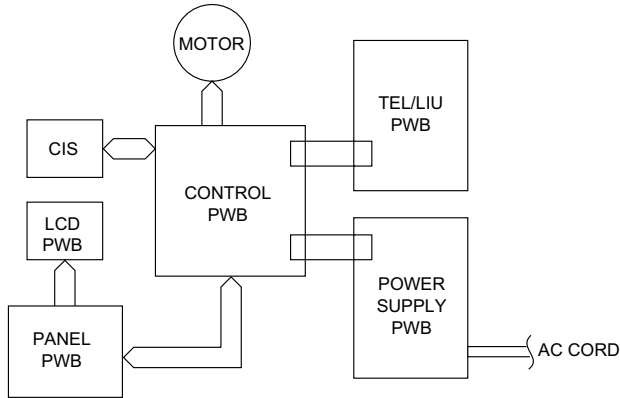 MOTOR
TEL/LIU
PWB
CIS
CONTROL
PWB
LCD
PWB
POWER
SUPPLY
PWB
PANEL
PWB
AC CORD